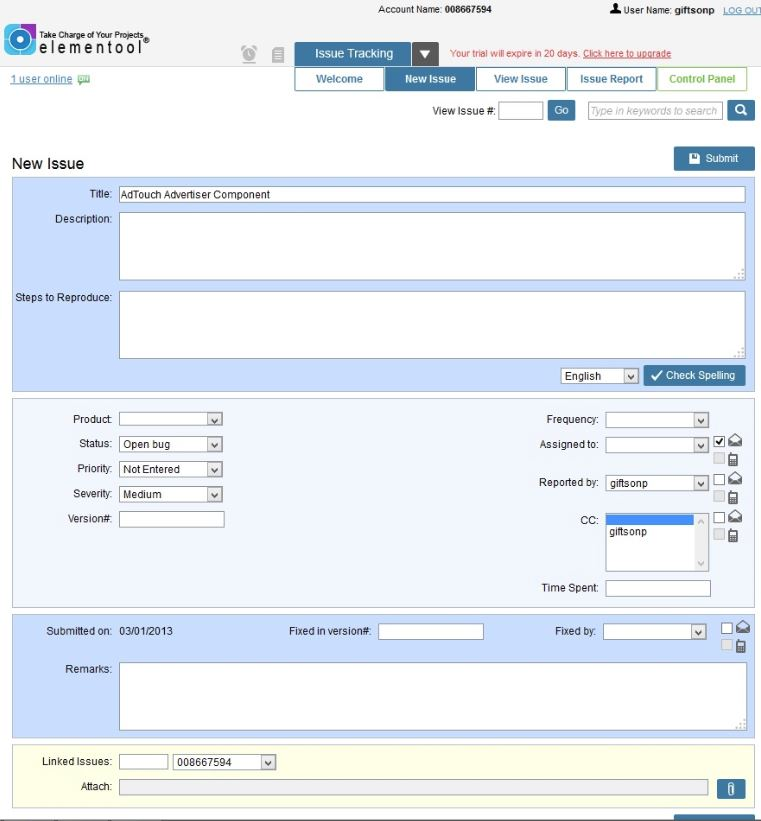 Account Name: 008667594
User Name: giftsonp LOG OUT
Take Charge of Your Projects
elementool®
Issue Tracking
Your trial will expire in 20 days. Click here to upgrade
1 user online
Welcome
New Issue
View Issue
Issue Report
Control Panel
View Issue #:
Go
Type in keywords to search
New Issue
Submit
Title: AdTouch Advertiser Component
Description:
Steps to Reproduce:
English
Check Spelling
Product:
Frequency:
Status: Open bug
Assigned to:
Priority: Not Entered
Reported by: giftsonp
Severity: Medium
Version#:
CC:
giftsonp
Time Spent:
Submitted on: 03/01/2013
Fixed in version#:
Fixed by:
Remarks:
Linked Issues:
008667594
Attach: